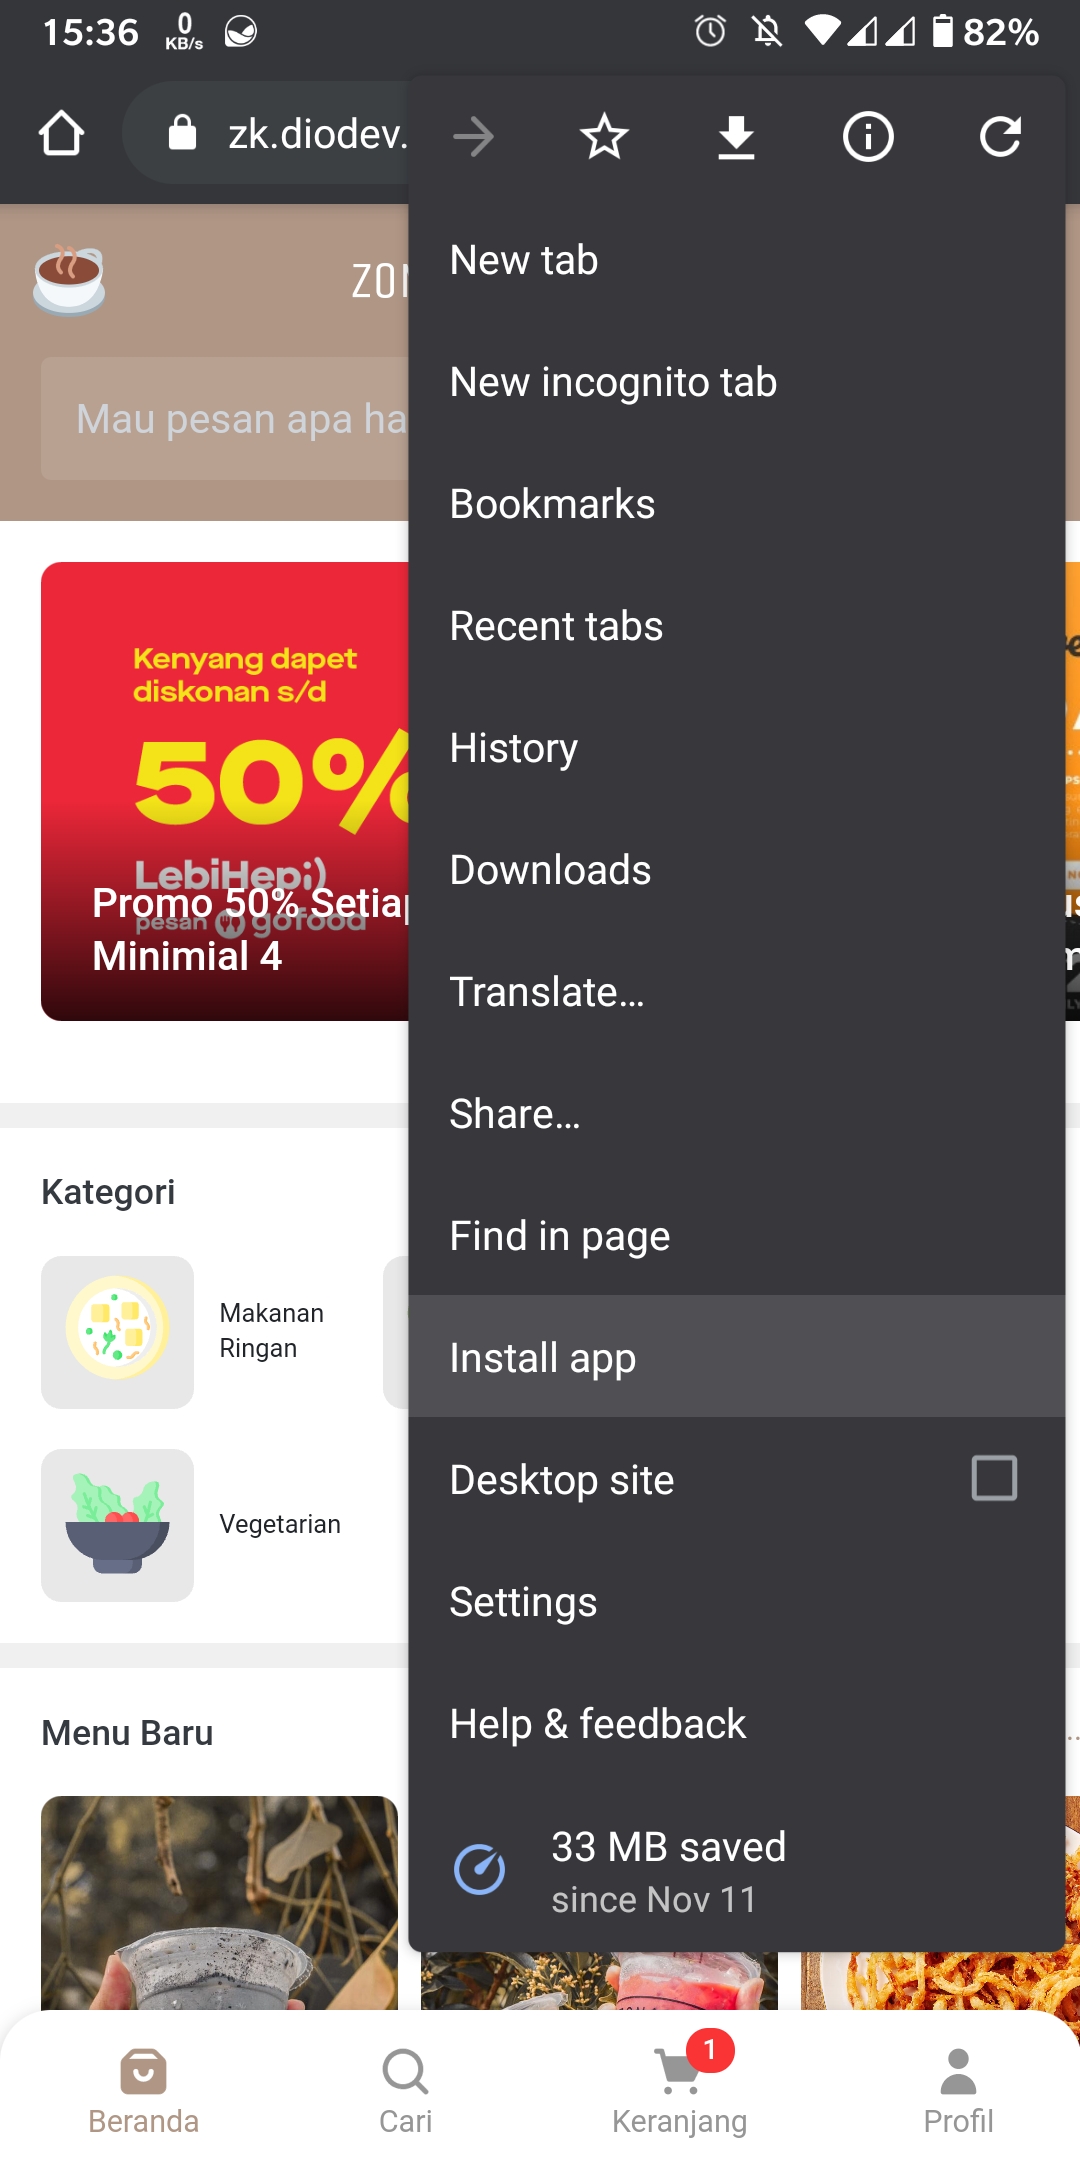 15:36
0
KB/s
82%
zk.diodev.
New tab
New incognito tab
Bookmarks
Recent tabs
History
Downloads
Translate...
Share...
Find in page
Install app
Desktop site
Settings
Help & feedback
33 MB saved
since Nov 11
Mau pesan apa ha
Kenyang dapet
diskonan s/d
50%
LebiHepi)
pesan gofood
Promo 50% Setiap
Minimial 4
Kategori
Makanan
Ringan
Vegetarian
Menu Baru
1
Beranda
Cari
Keranjang
Profil